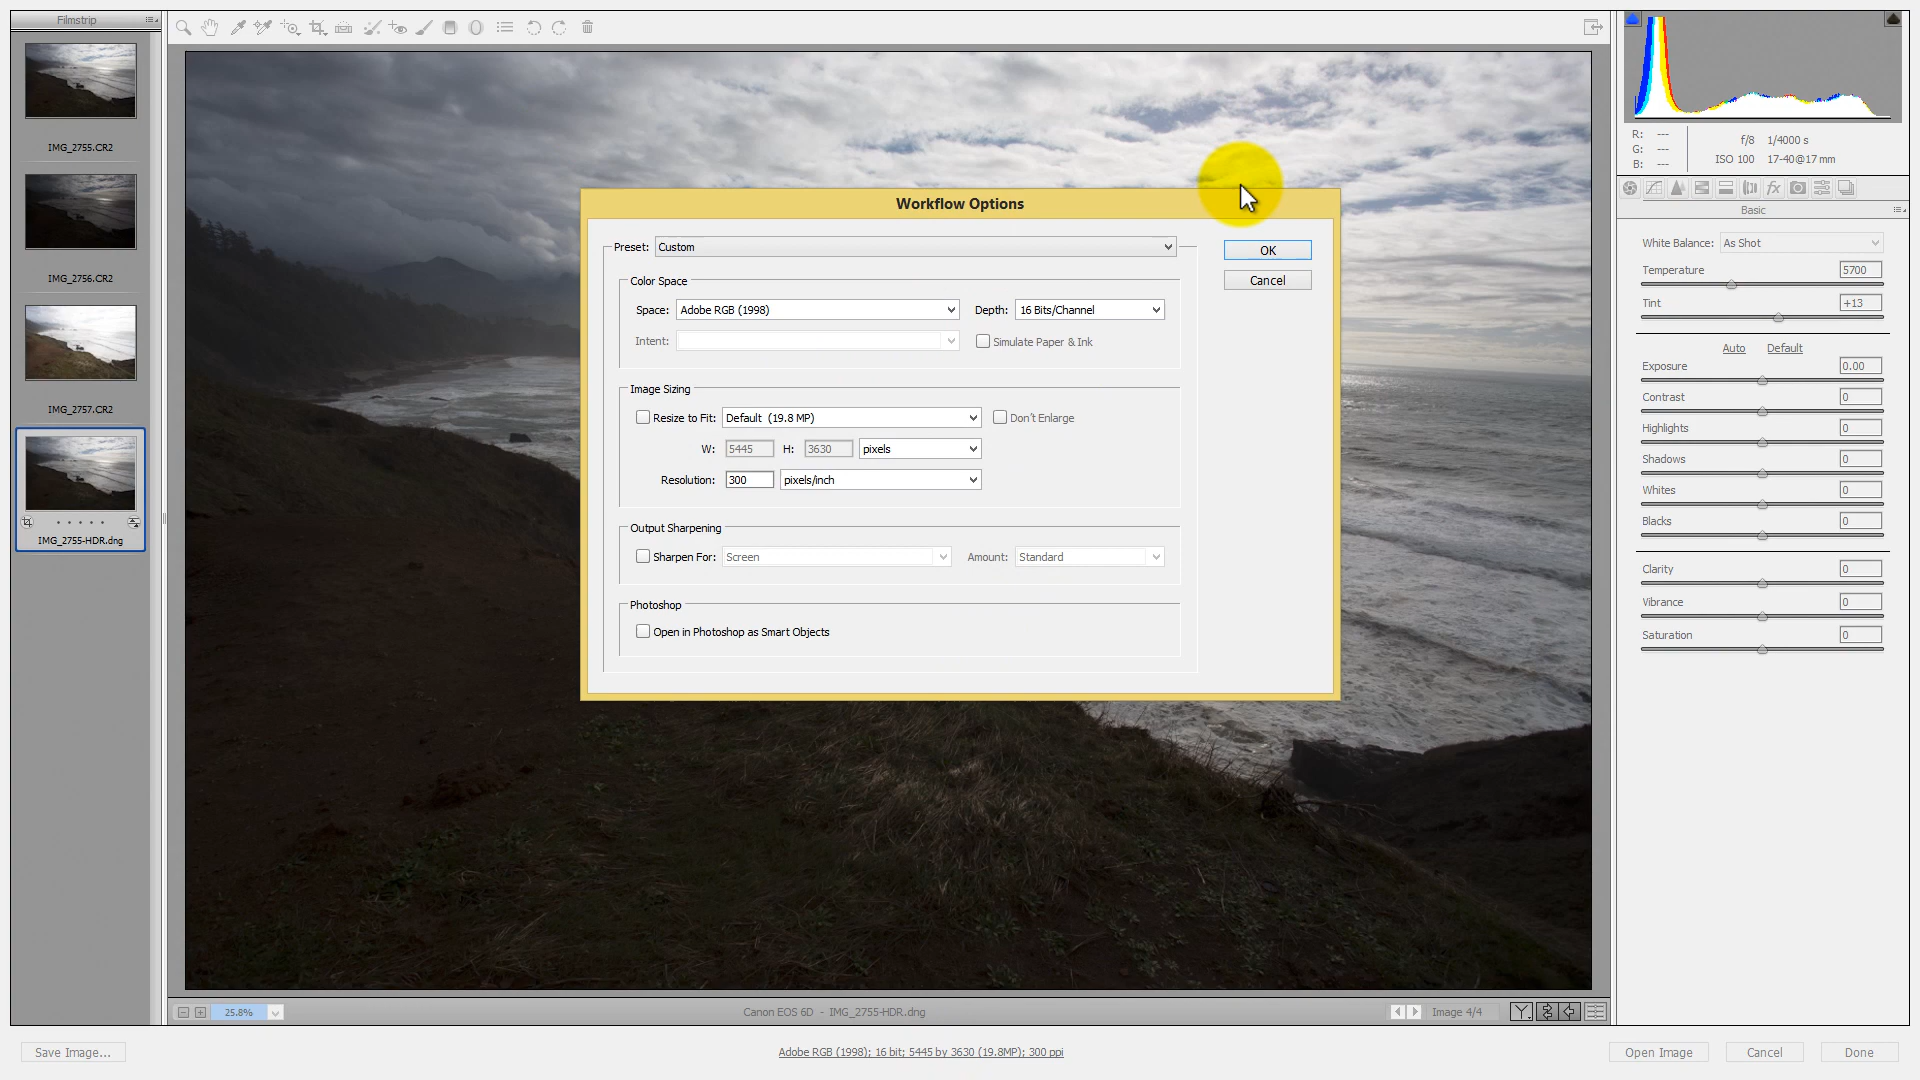 Filmstrip
IMG_2755.CR2
IMG_2756.CR2
IMG_2757.CR2
IMG_2755-HDR.dng
Workflow Options
Preset: Custom
OK
Cancel
Color Space
Space: Adobe RGB (1998) Depth: 16 Bits/Channel
Intent: Simulate Paper & Ink
Image Sizing
Resize to Fit: Default (19.8 MP) Don't Enlarge
W: 5445 H: 3630 pixels
Resolution: 300 pixels/inch
Output Sharpening
Sharpen For: Screen Amount: Standard
Photoshop
Open in Photoshop as Smart Objects
R: ---
G: ---
B: ---
f/8 1/4000 s
ISO 100 17-40@17 mm
fx
Basic
White Balance: As Shot
Temperature 5700
Tint +13
Auto Default
Exposure 0.00
Contrast 0
Highlights 0
Shadows 0
Whites 0
Blacks 0
Clarity 0
Vibrance 0
Saturation 0
25.8% Canon EOS 6D - IMG_2755-HDR.dng Image 4/4
Y
Save Image... Adobe RGB (1998); 16 bit; 5445 by 3630 (19.8MP); 300 ppi Open Image Cancel Done